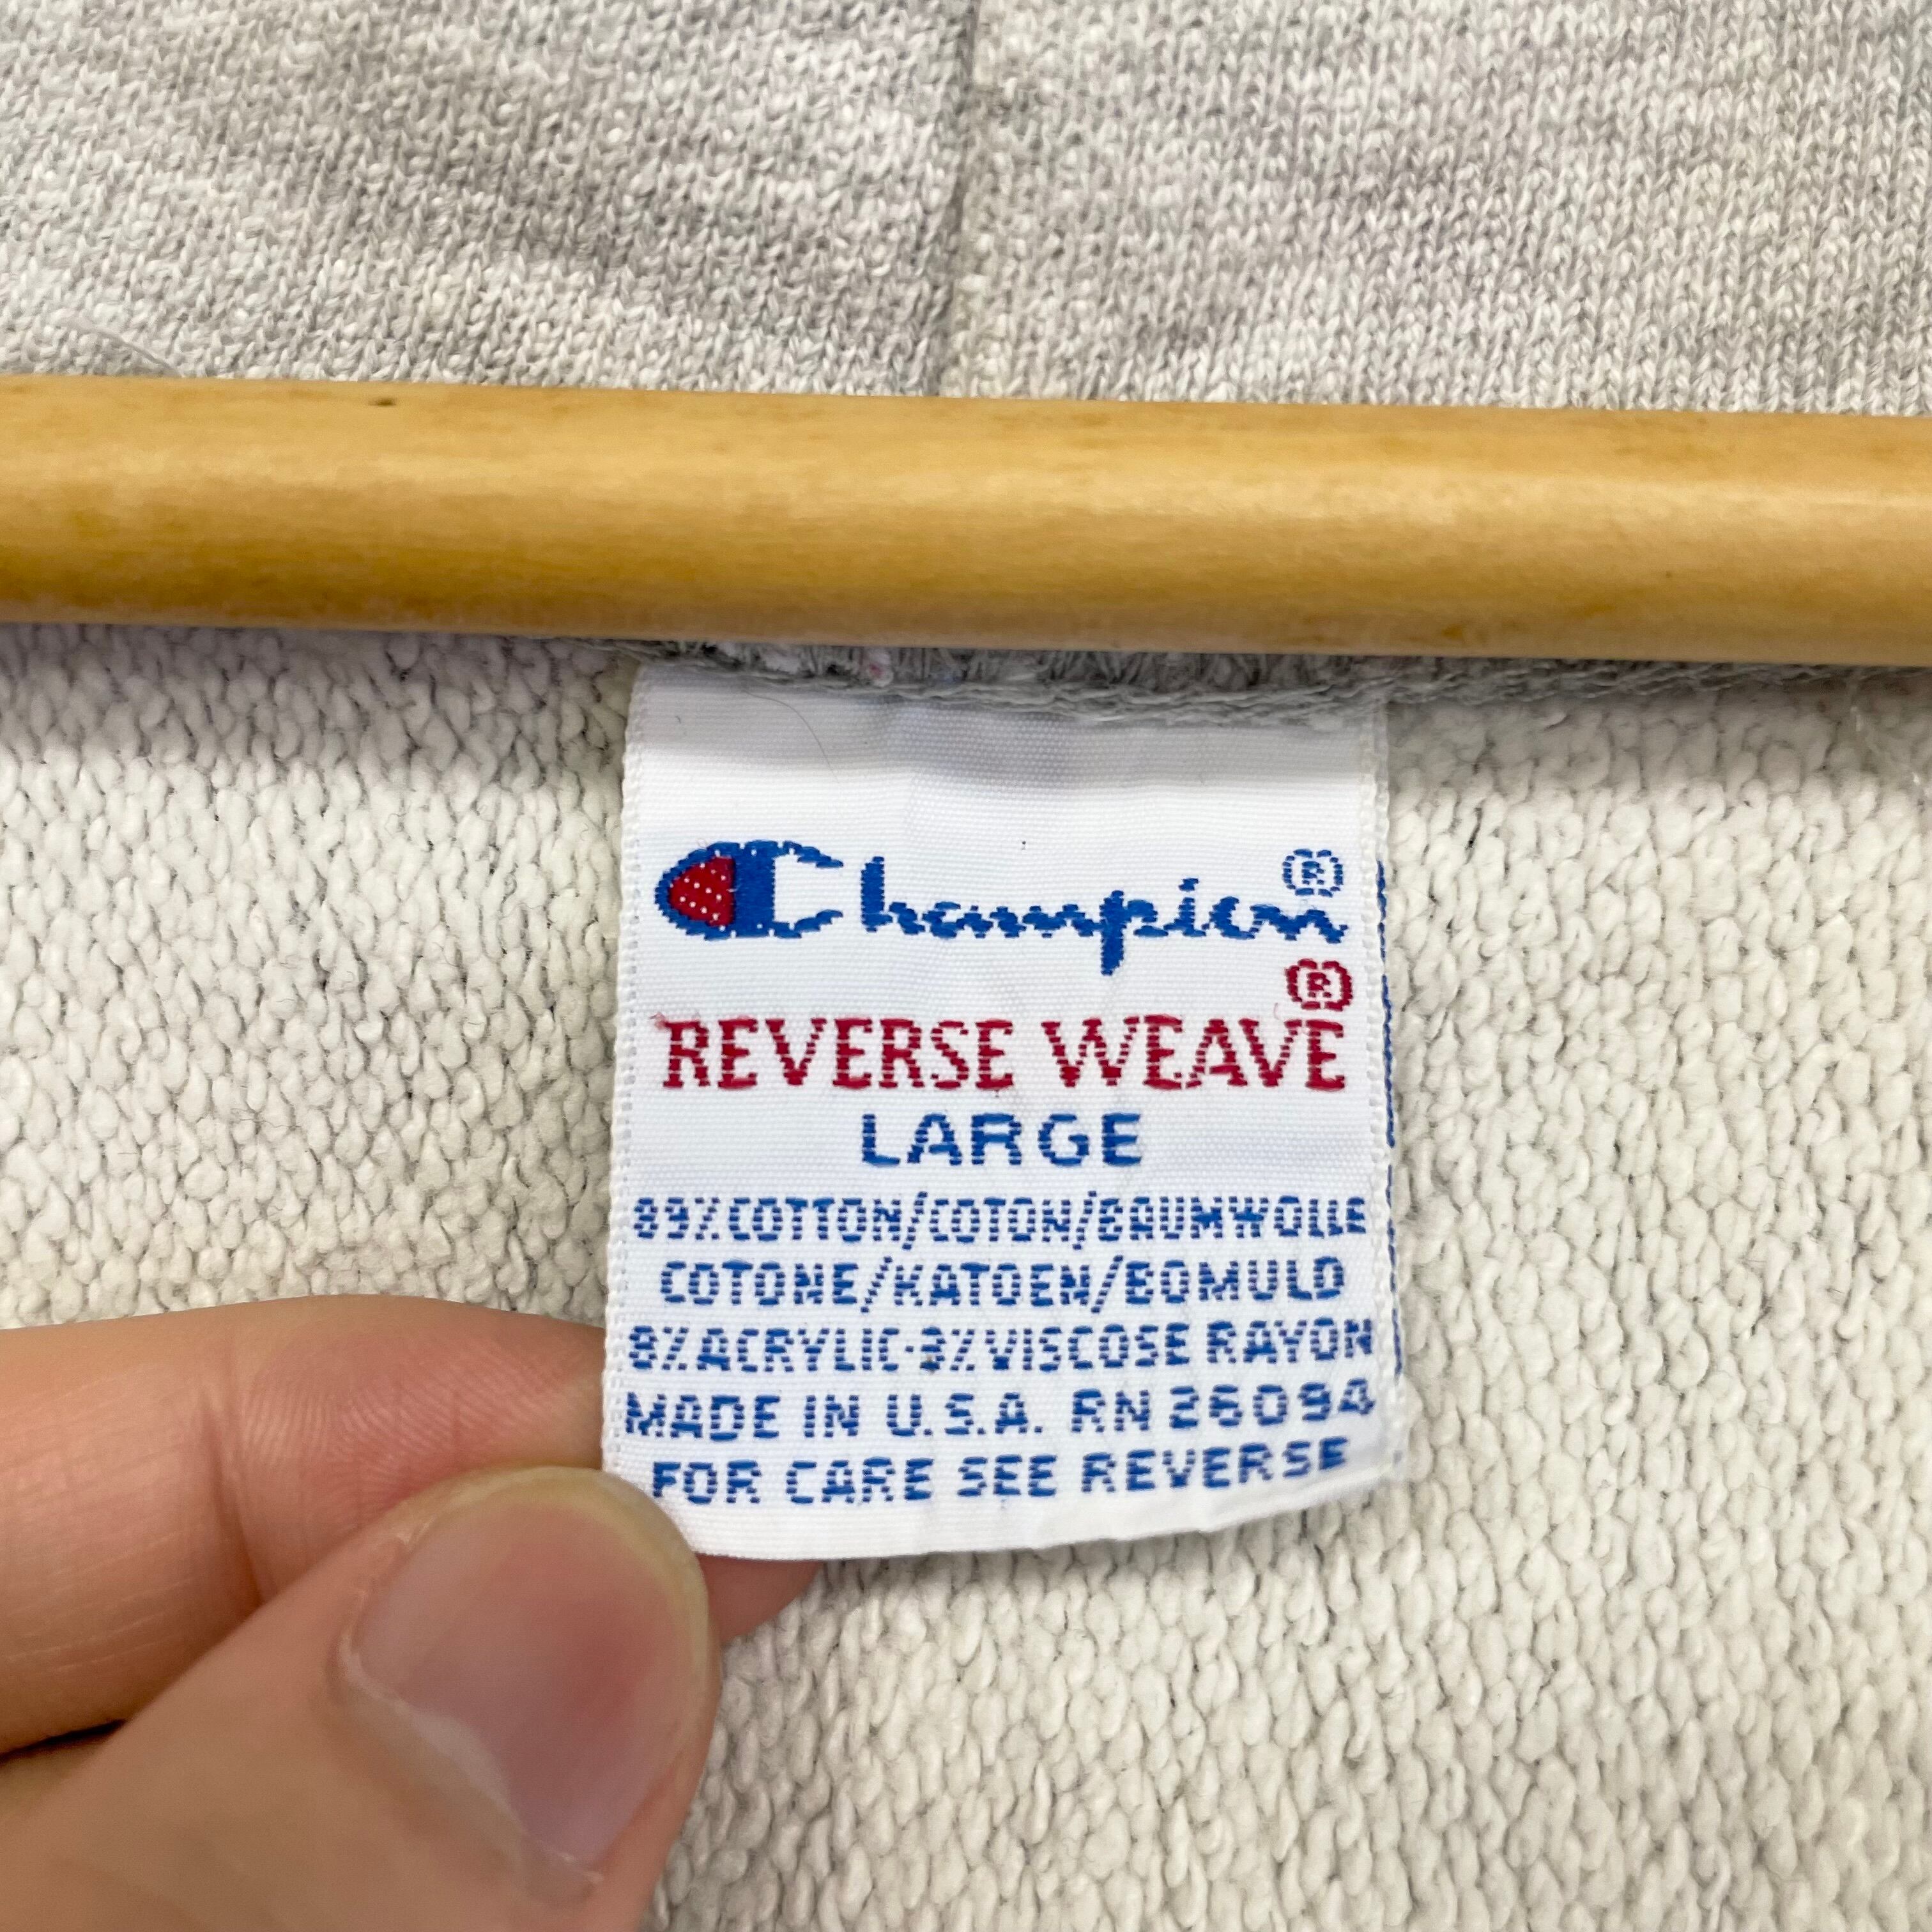 Champion®
REVERSE WEAVE®
LARGE
89% COTTON/COTON/BAUMWOLLE
COTONE/KATOEN/BOMULD
8% ACRYLIC-3% VISCOSE RAYON
MADE IN U.S.A. RN 26094
FOR CARE SEE REVERSE